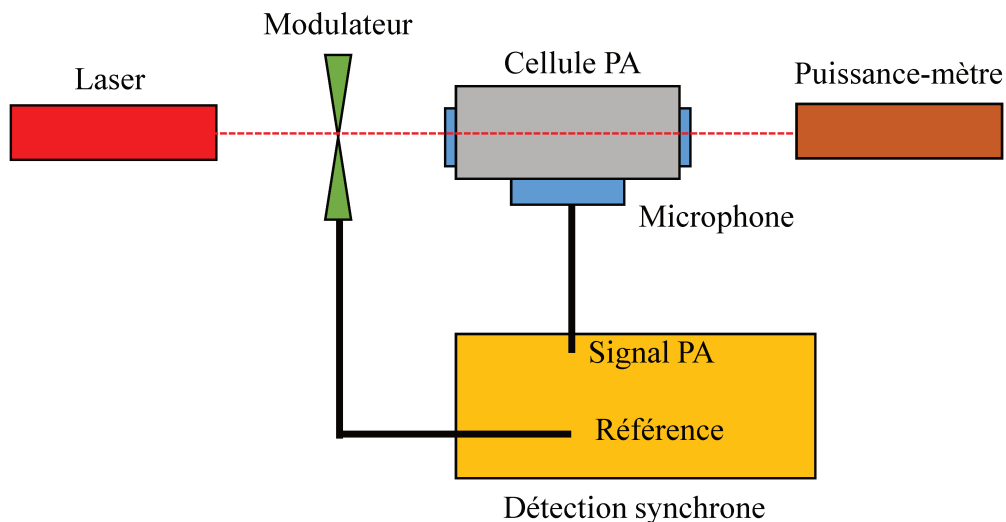 Modulateur
Laser
Cellule PA
Puissance-mètre
Microphone
Signal PA
Référence
Détection synchrone